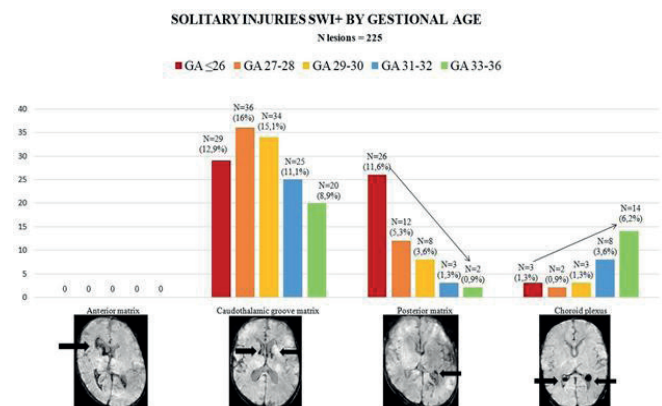 SOLITARY INJURIES SWI+ BY GESTIONAL AGE
N lesions = 225
GA ≤26 GA 27-28 GA 29-30 GA 31-32 GA 33-36
40
35
30
25
20
15
10
5
0
0 0 0 0 0
N=29
(12,9%)
N=36
(16%)
N=34
(15,1%)
N=25
(11,1%)
N=20
(8,9%)
N=26
(11,6%)
N=12
(5,3%)
N=8
(3,6%)
N=3
(1,3%)
N=2
(0,9%)
N=3
(1,3%)
N=2
(0,9%)
N=3
(1,3%)
N=8
(3,6%)
N=14
(6,2%)
Anterior matrix
Caudothalamic groove matrix
Posterior matrix
Choroid plexus